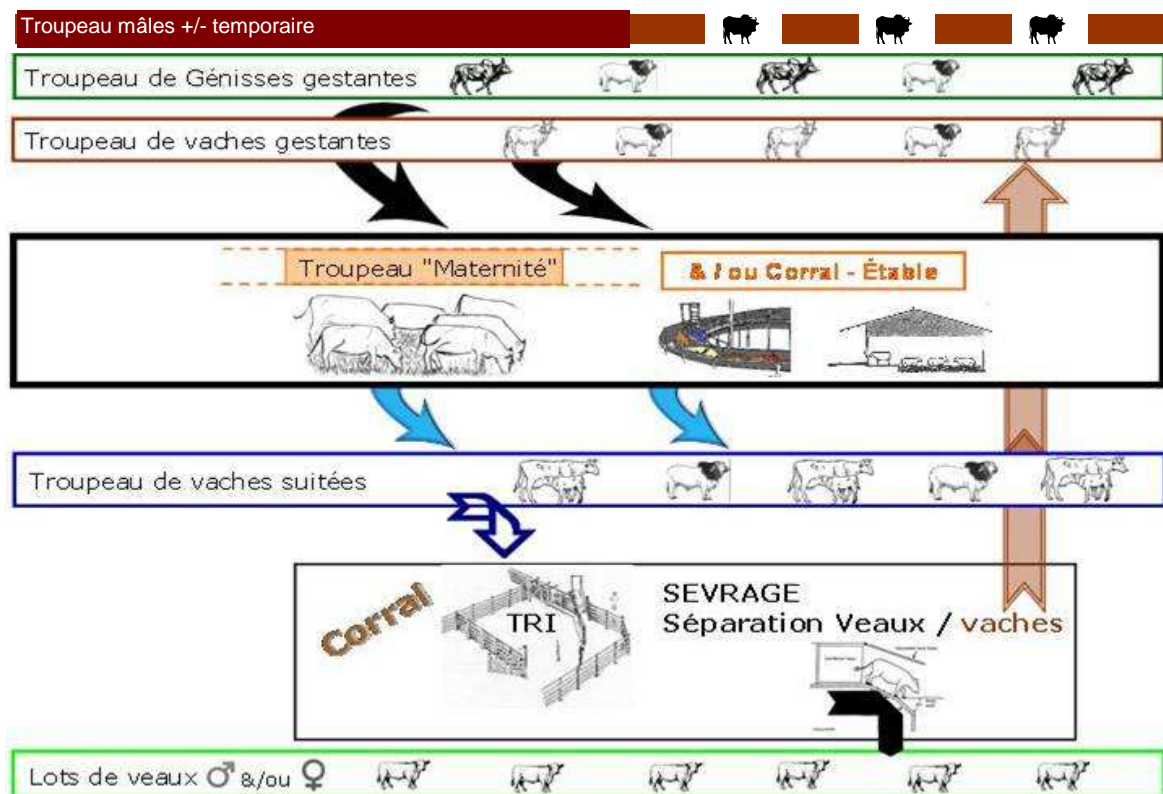 Troupeau mâles +/- temporaire
Troupeau de Génisses gestantes
Troupeau de vaches gestantes
Troupeau "Maternité"
& / ou Corral - Étable
Troupeau de vaches suitées
Corral
TRI
SEVRAGE
Séparation Veaux / vaches
Lots de veaux ♂ &/ou ♀